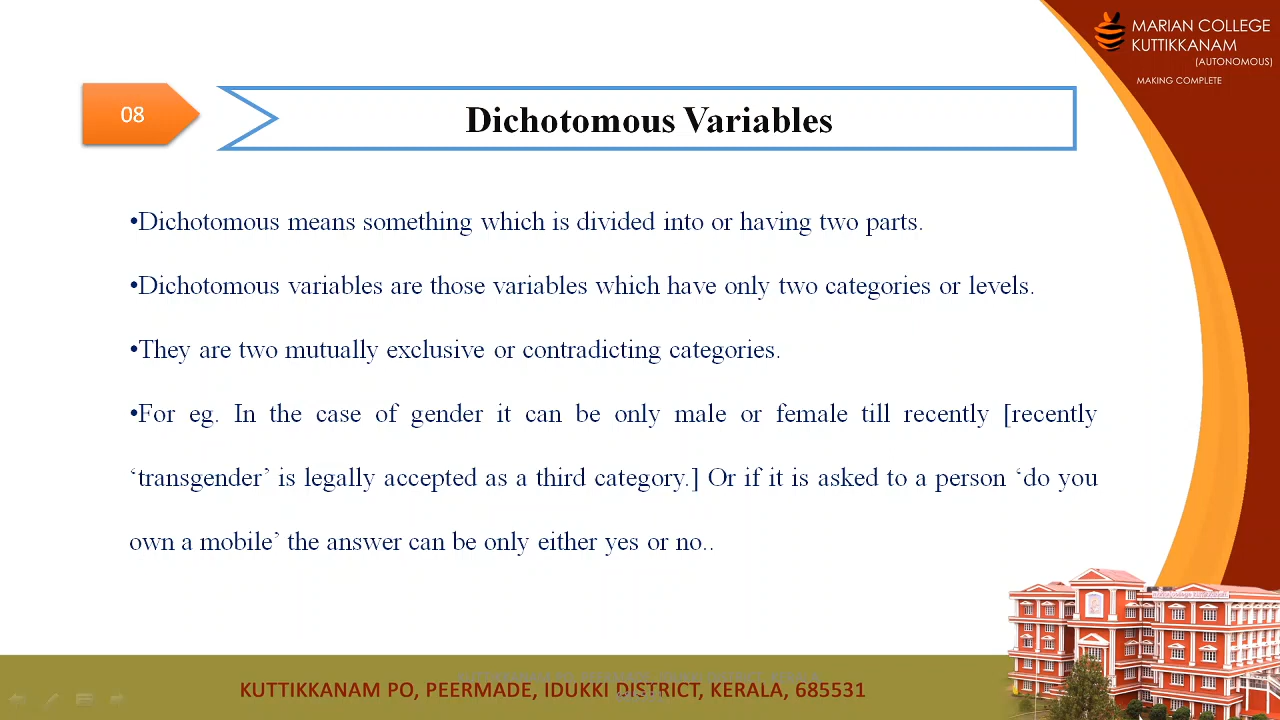 MARIAN COLLEGE
KUTTIKKANAM
(AUTONOMOUS)
MAKING COMPLETE
08
Dichotomous Variables
•Dichotomous means something which is divided into or having two parts.
•Dichotomous variables are those variables which have only two categories or levels.
•They are two mutually exclusive or contradicting categories.
•For eg. In the case of gender it can be only male or female till recently [recently
‘transgender’ is legally accepted as a third category.] Or if it is asked to a person ‘do you
own a mobile’ the answer can be only either yes or no..
KUTTIKKANAM PO, PEERMADE, IDUKKI DISTRICT, KERALA, 685531